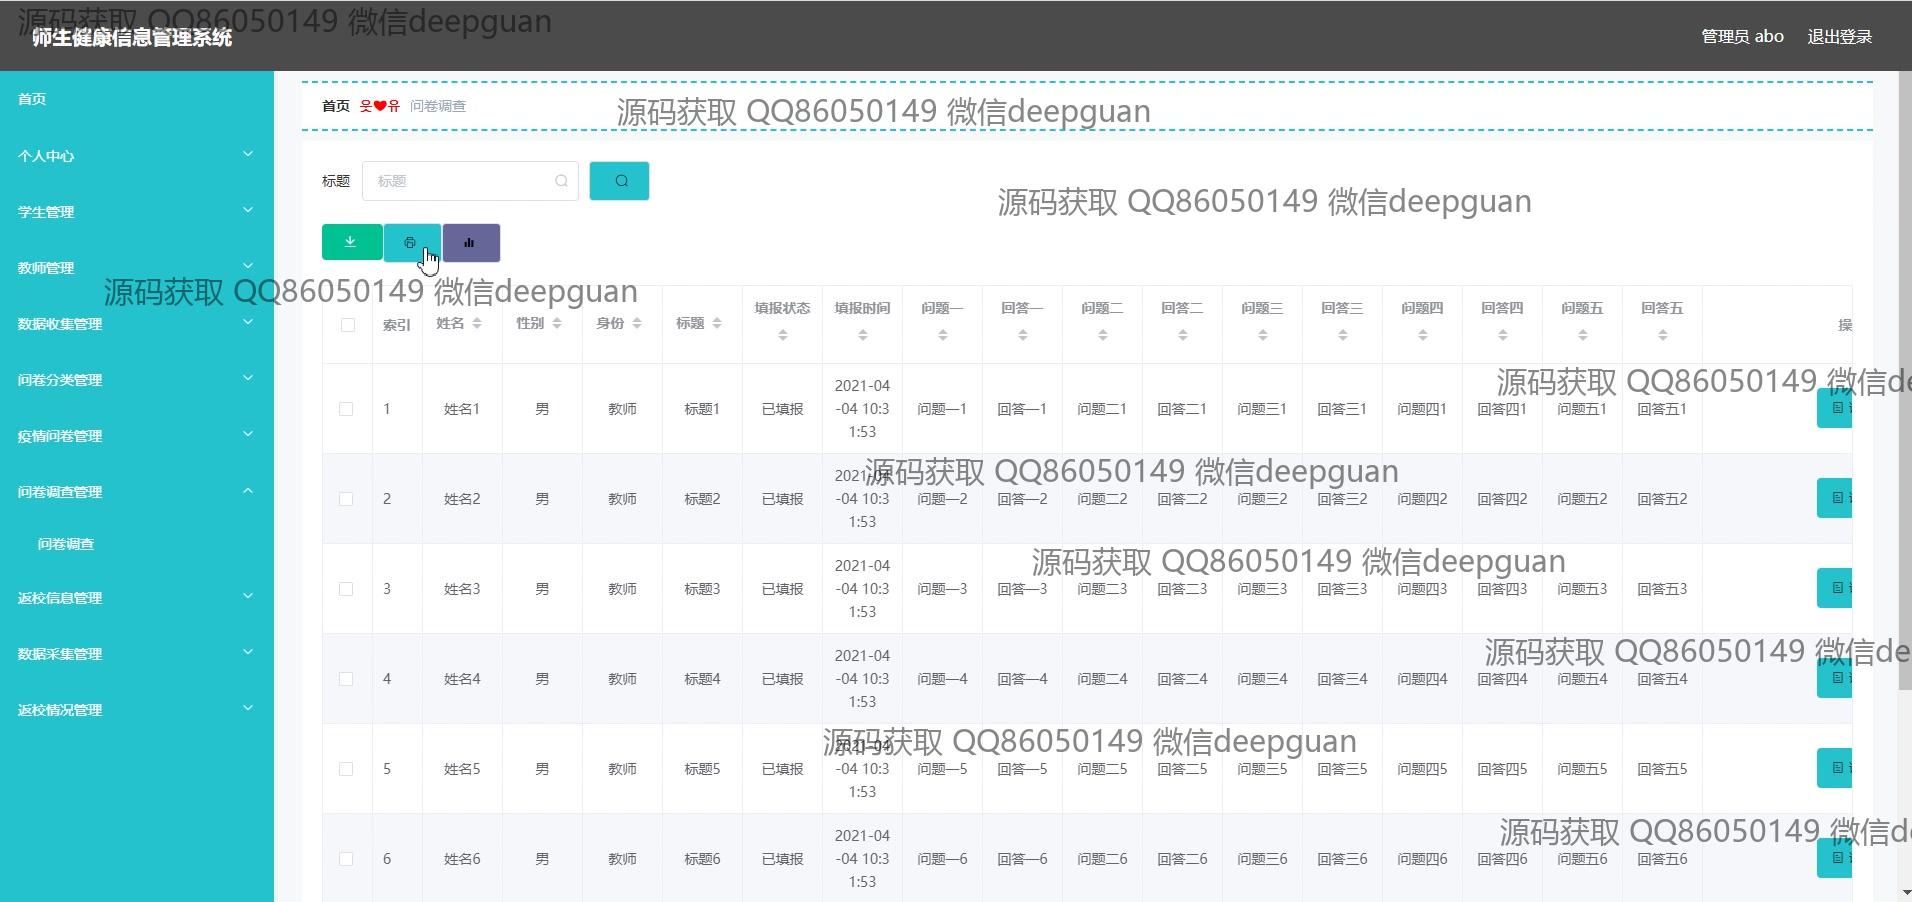 源码获取 QQ86050149 微信deepguan
师生健康信息管理系统
管理员 abo
退出登录
首页
个人中心
学生管理
教师管理
数据收集管理
问卷分类管理
疫情问卷管理
问卷调查管理
问卷调查
返校信息管理
数据采集管理
返校情况管理
首页 웃❤유 问卷调查
源码获取 QQ86050149 微信deepguan
标题 标题
源码获取 QQ86050149 微信deepguan
源码获取 QQ86050149 微信deepguan
索引 姓名 性别 身份 标题 填报状态 填报时间 问题一 回答一 问题二 回答二 问题三 回答三 问题四 回答四 问题五 回答五 操
源码获取 QQ86050149 微信de
1 姓名1 男 教师 标题1 已填报 2021-04-04 10:31:53 问题一1 回答一1 问题二1 回答二1 问题三1 回答三1 问题四1 回答四1 问题五1 回答五1
源码获取 QQ86050149 微信deepguan
2 姓名2 男 教师 标题2 已填报 2021-04-04 10:31:53 问题一2 回答一2 问题二2 回答二2 问题三2 回答三2 问题四2 回答四2 问题五2 回答五2
源码获取 QQ86050149 微信deepguan
3 姓名3 男 教师 标题3 已填报 2021-04-04 10:31:53 问题一3 回答一3 问题二3 回答二3 问题三3 回答三3 问题四3 回答四3 问题五3 回答五3
源码获取 QQ86050149 微信de
4 姓名4 男 教师 标题4 已填报 2021-04-04 10:31:53 问题一4 回答一4 问题二4 回答二4 问题三4 回答三4 问题四4 回答四4 问题五4 回答五4
源码获取 QQ86050149 微信deepguan
5 姓名5 男 教师 标题5 已填报 2021-04-04 10:31:53 问题一5 回答一5 问题二5 回答二5 问题三5 回答三5 问题四5 回答四5 问题五5 回答五5
源码获取 QQ86050149 微信d
6 姓名6 男 教师 标题6 已填报 2021-04-04 10:31:53 问题一6 回答一6 问题二6 回答二6 问题三6 回答三6 问题四6 回答四6 问题五6 回答五6